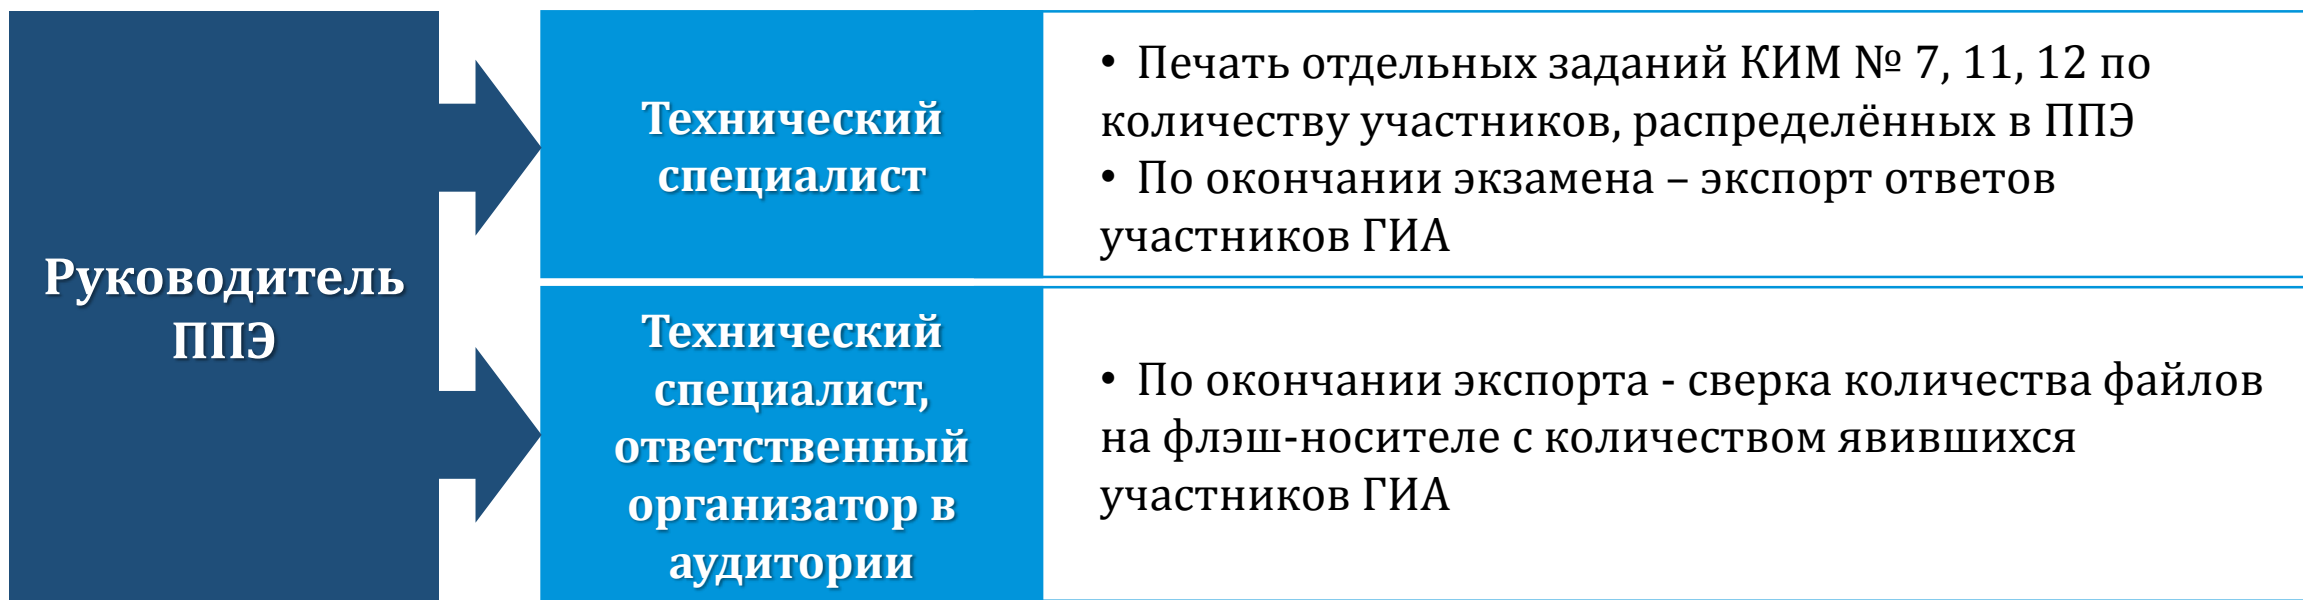 Руководитель
ППЭ
Технический
специалист
• Печать отдельных заданий КИМ № 7, 11, 12 по
количеству участников, распределённых в ППЭ
• По окончании экзамена – экспорт ответов
участников ГИА
Технический
специалист,
ответственный
организатор в
аудитории
• По окончании экспорта - сверка количества файлов
на флэш-носителе с количеством явившихся
участников ГИА